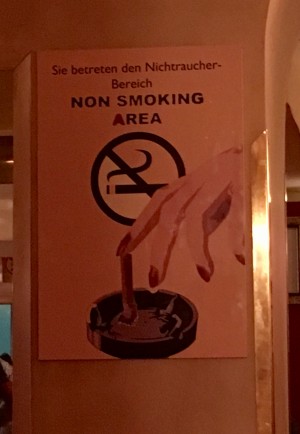 Sie betreten den Nichtraucher-
Bereich
NON SMOKING
AREA